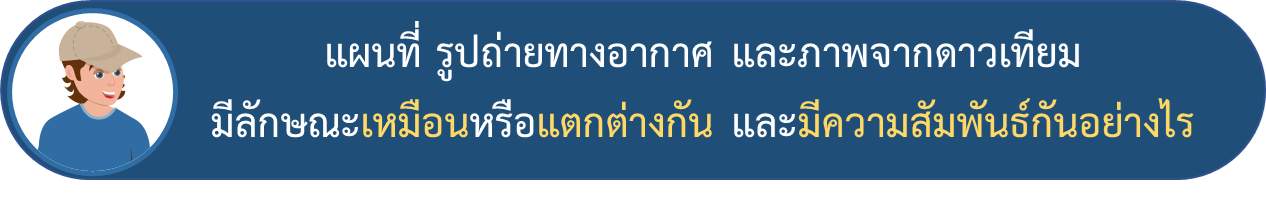 แผนที่ รูปถ่ายทางอากาศ และภาพจากดาวเทียม
มีลักษณะเหมือนหรือแตกต่างกัน และมีความสัมพันธ์กันอย่างไร